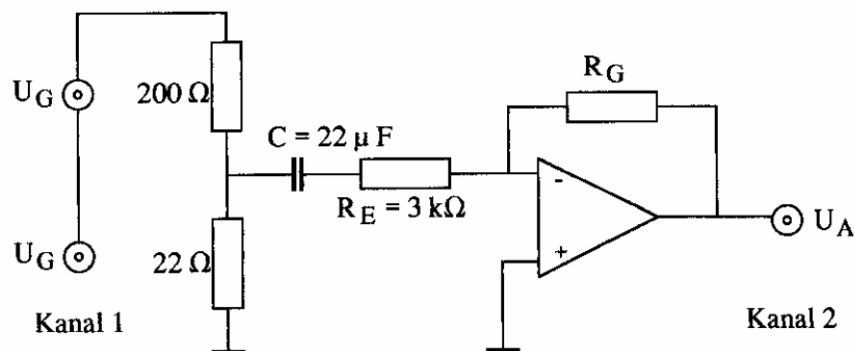 U_G
200 Ω
C = 22 μ F
R_G
-
R_E = 3 kΩ
+
U_A
U_G
22 Ω
Kanal 1
Kanal 2